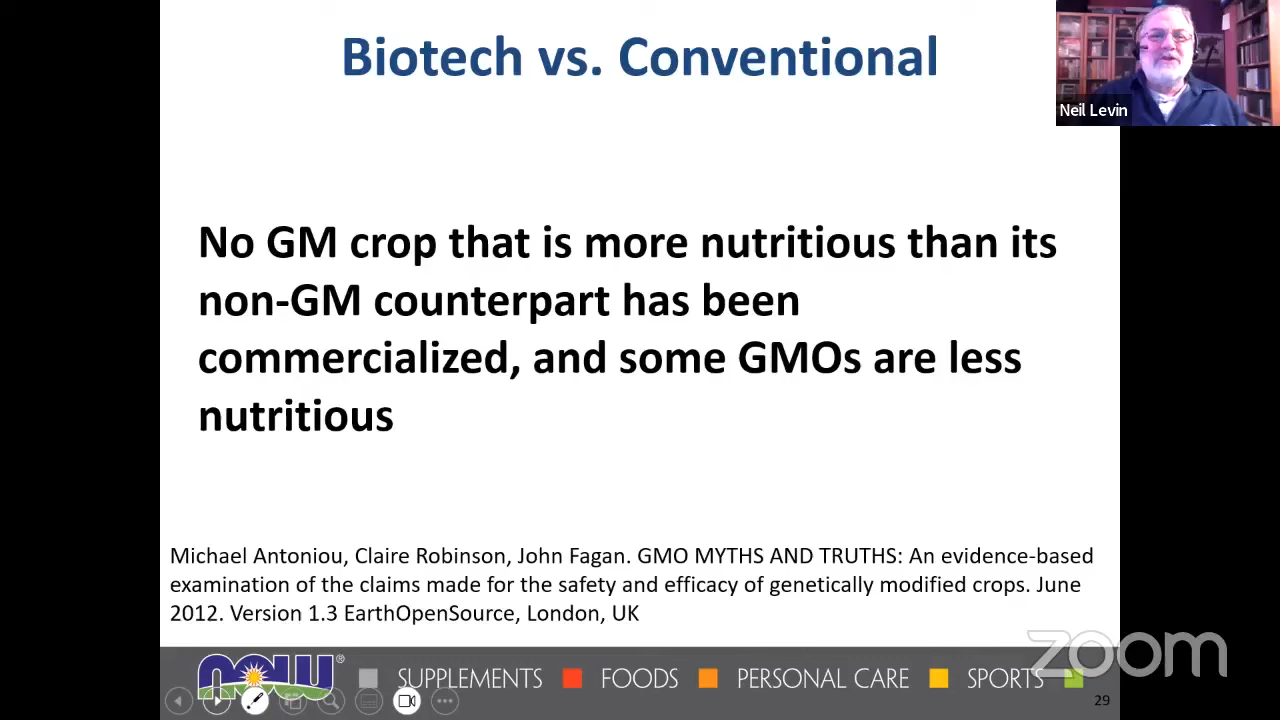 Biotech vs. Conventional
Neil Levin
No GM crop that is more nutritious than its
non-GM counterpart has been
commercialized, and some GMOs are less
nutritious
Michael Antoniou, Claire Robinson, John Fagan. GMO MYTHS AND TRUTHS: An evidence-based
examination of the claims made for the safety and efficacy of genetically modified crops. June
2012. Version 1.3 EarthOpenSource, London, UK
zoom
now® SUPPLEMENTS FOODS PERSONAL CARE SPORTS
29